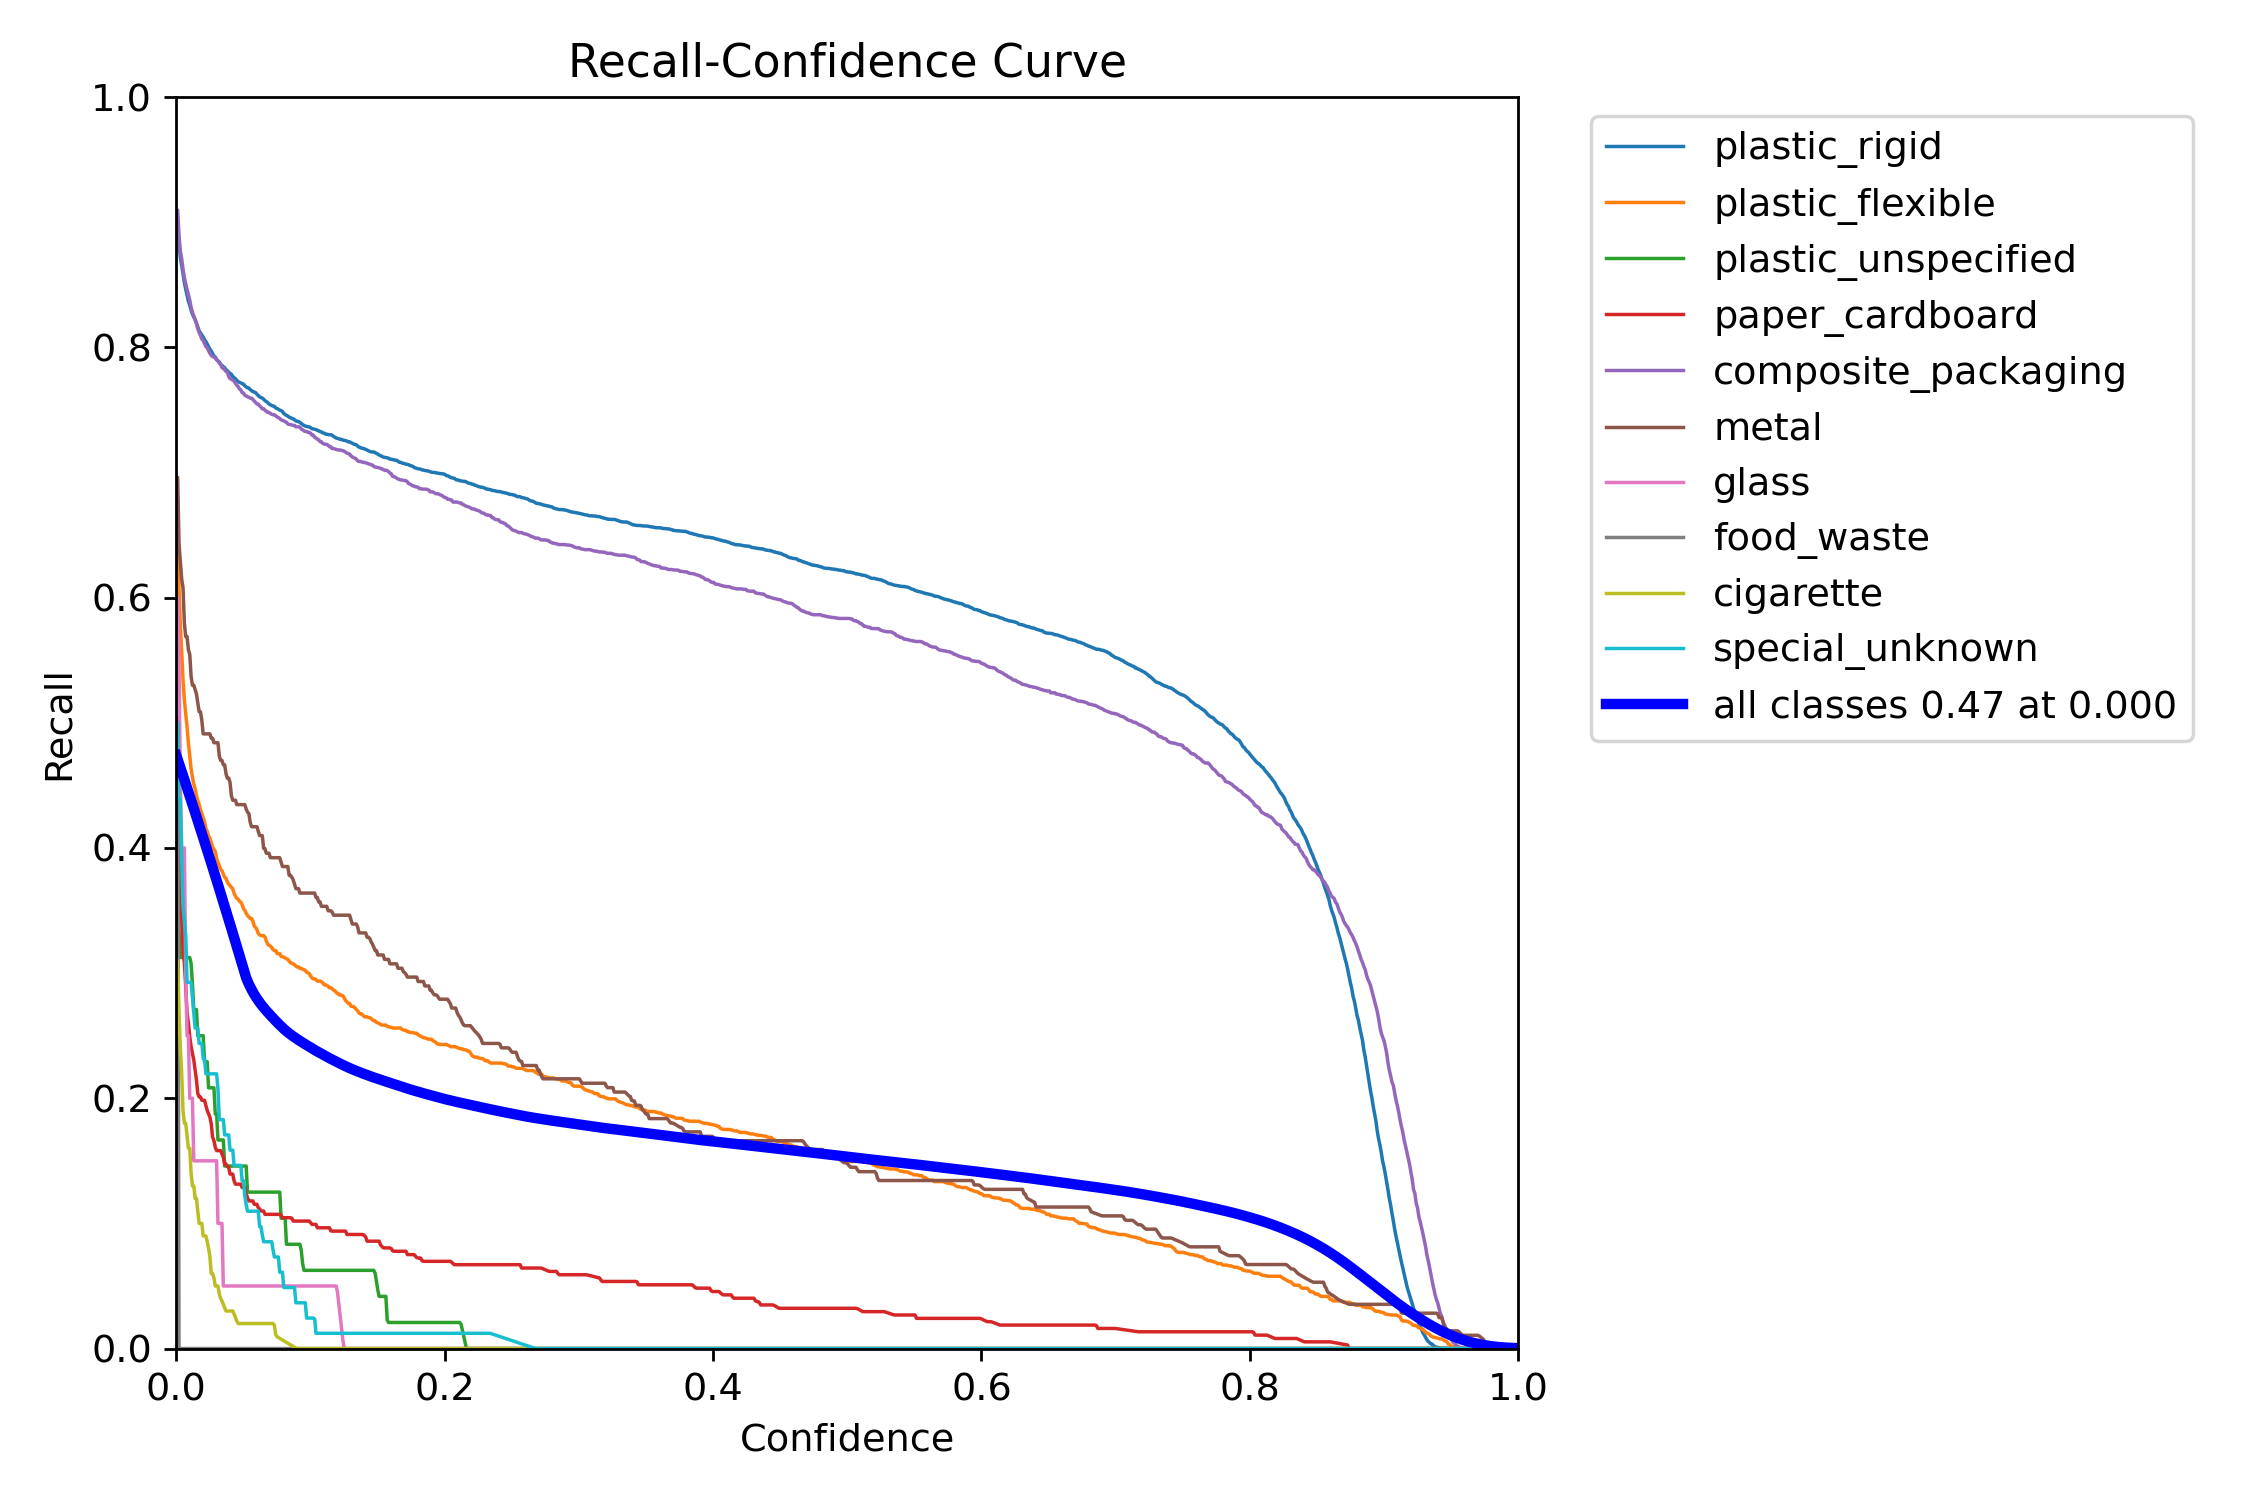 Recall-Confidence Curve
1.0
0.8
0.6
0.4
0.2
0.0
Recall
0.0 0.2 0.4 0.6 0.8 1.0
Confidence
plastic_rigid
plastic_flexible
plastic_unspecified
paper_cardboard
composite_packaging
metal
glass
food_waste
cigarette
special_unknown
all classes 0.47 at 0.000